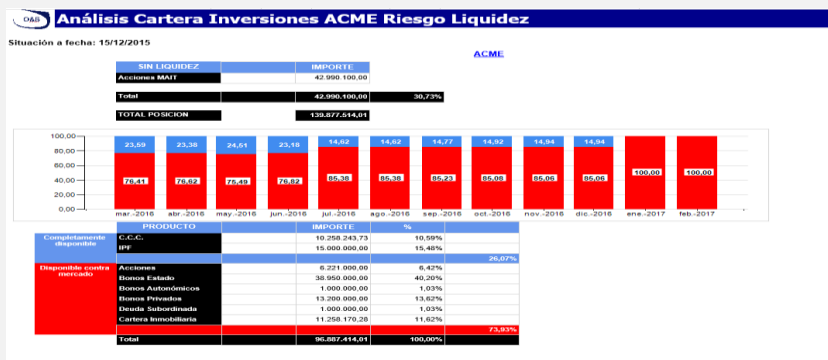 O&S Análisis Cartera Inversiones ACME Riesgo Liquidez
Situación a fecha: 15/12/2015
ACME
SIN LIQUIDEZ IMPORTE
Acciones MAIT 42.990.100,00
Total 42.990.100,00 30,73%
TOTAL POSICION 139.877.514,01
100,00
80,00
60,00
40,00
20,00
0,00
23,59 23,38 24,51 23,18 14,62 14,62 14,77 14,92 14,94 14,94
76,41 76,62 75,49 76,82 85,38 85,38 85,23 85,08 85,06 85,06 100,00 100,00
mar.-2016 abr.-2016 may.-2016 jun.-2016 jul.-2016 ago.-2016 sep.-2016 oct.-2016 nov.-2016 dic.-2016 ene.-2017 feb.-2017
PRODUCTO IMPORTE %
Completamente disponible C.C.C. 10.258.243,73 10,59%
IPF 15.000.000,00 15,48%
26,07%
Disponible contra mercado Acciones 6.221.000,00 6,42%
Bonos Estado 38.950.000,00 40,20%
Bonos Autonómicos 1.000.000,00 1,03%
Bonos Privados 13.200.000,00 13,62%
Deuda Subordinada 1.000.000,00 1,03%
Cartera Inmobiliaria 11.258.170,28 11,62%
73,93%
Total 96.887.414,01 100,00%